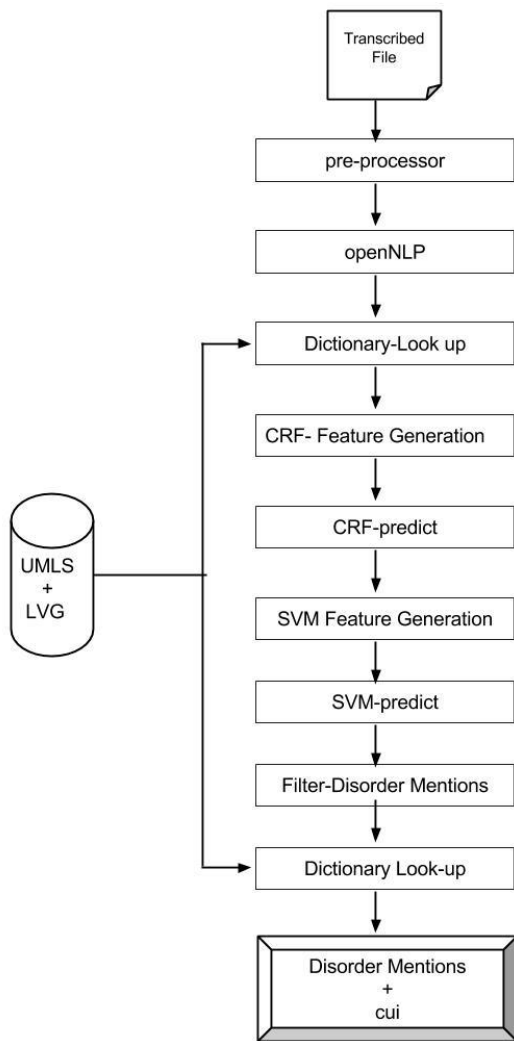 Transcribed
File
pre-processor
openNLP
Dictionary-Look up
CRF- Feature Generation
CRF-predict
UMLS
+
LVG
SVM Feature Generation
SVM-predict
Filter-Disorder Mentions
Dictionary Look-up
Disorder Mentions
+
cui